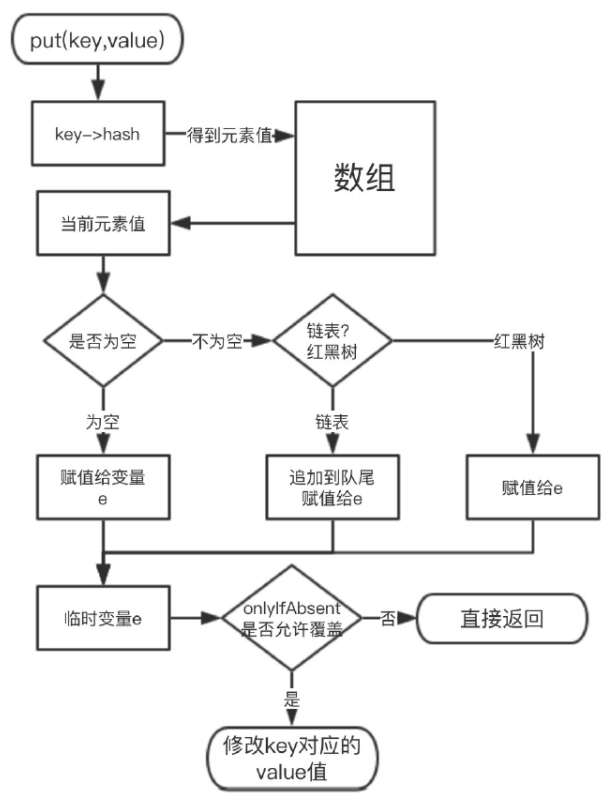 put(key,value)
key->hash
得到元素值
数组
当前元素值
是否为空
不为空
链表?
红黑树
红黑树
为空
链表
赋值给变量
e
追加到队尾
赋值给e
赋值给e
临时变量e
onlyIfAbsent
是否允许覆盖
否
直接返回
是
修改key对应的
value值